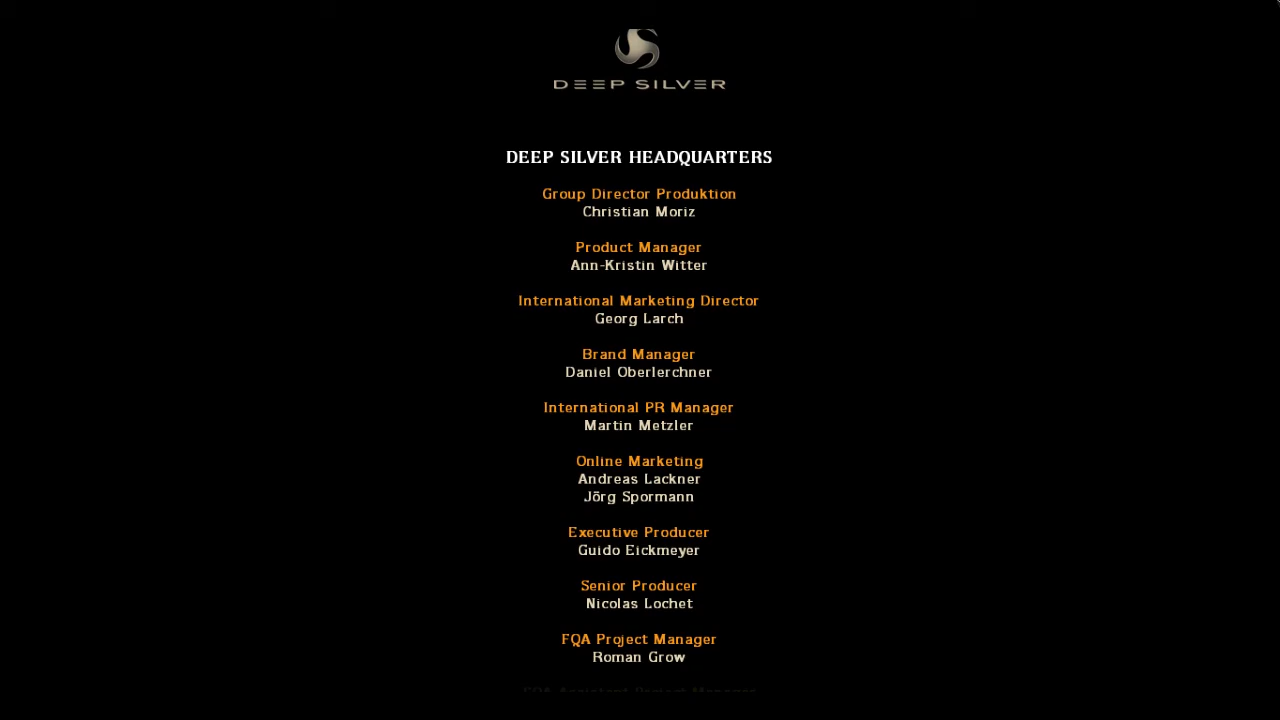 DEEP SILVER
DEEP SILVER HEADQUARTERS
Group Director Produktion
Christian Moriz
Product Manager
Ann-Kristin Witter
International Marketing Director
Georg Larch
Brand Manager
Daniel Oberlerchner
International PR Manager
Martin Metzler
Online Marketing
Andreas Lackner
Jörg Spormann
Executive Producer
Guido Eickmeyer
Senior Producer
Nicolas Lochet
FQA Project Manager
Roman Grow